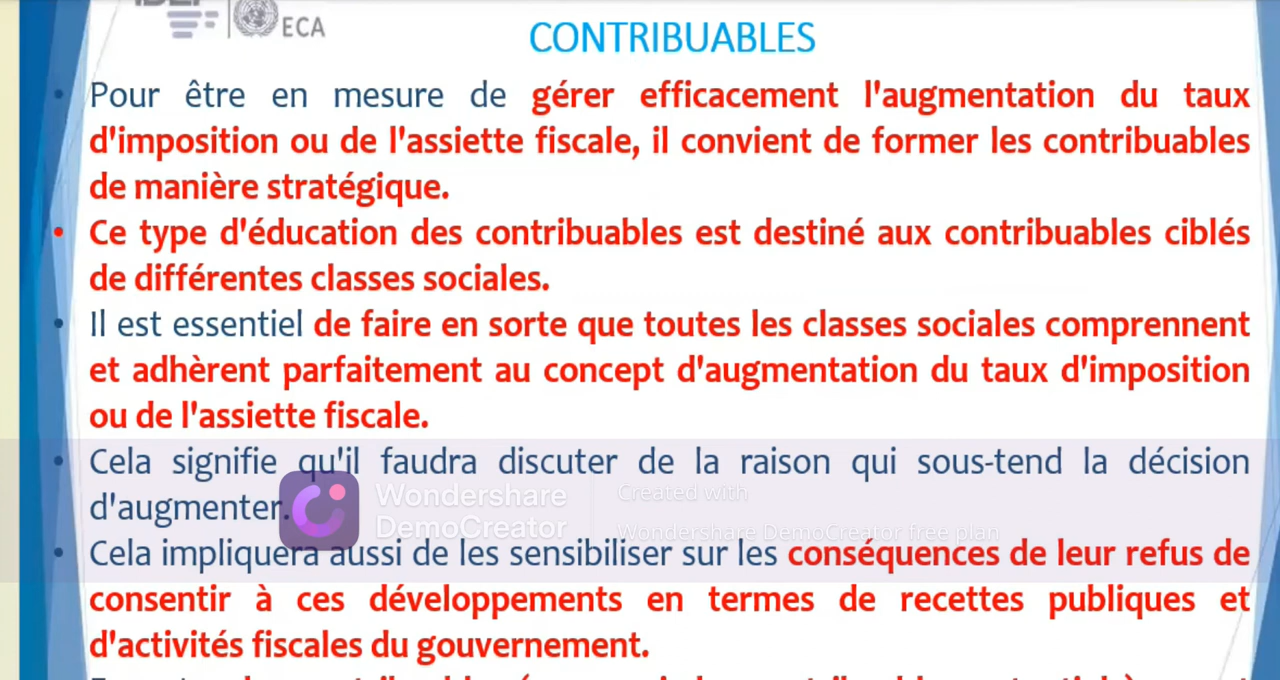 IDEP
ECA
CONTRIBUABLES
• Pour être en mesure de gérer efficacement l'augmentation du taux
d'imposition ou de l'assiette fiscale, il convient de former les contribuables
de manière stratégique.
• Ce type d'éducation des contribuables est destiné aux contribuables ciblés
de différentes classes sociales.
• Il est essentiel de faire en sorte que toutes les classes sociales comprennent
et adhèrent parfaitement au concept d'augmentation du taux d'imposition
ou de l'assiette fiscale.
• Cela signifie qu'il faudra discuter de la raison qui sous-tend la décision
d'augmenter.
Wondershare
DemoCreator
Created with
Wondershare DemoCreator free plan
• Cela impliquera aussi de les sensibiliser sur les conséquences de leur refus de
consentir à ces développements en termes de recettes publiques et
d'activités fiscales du gouvernement.